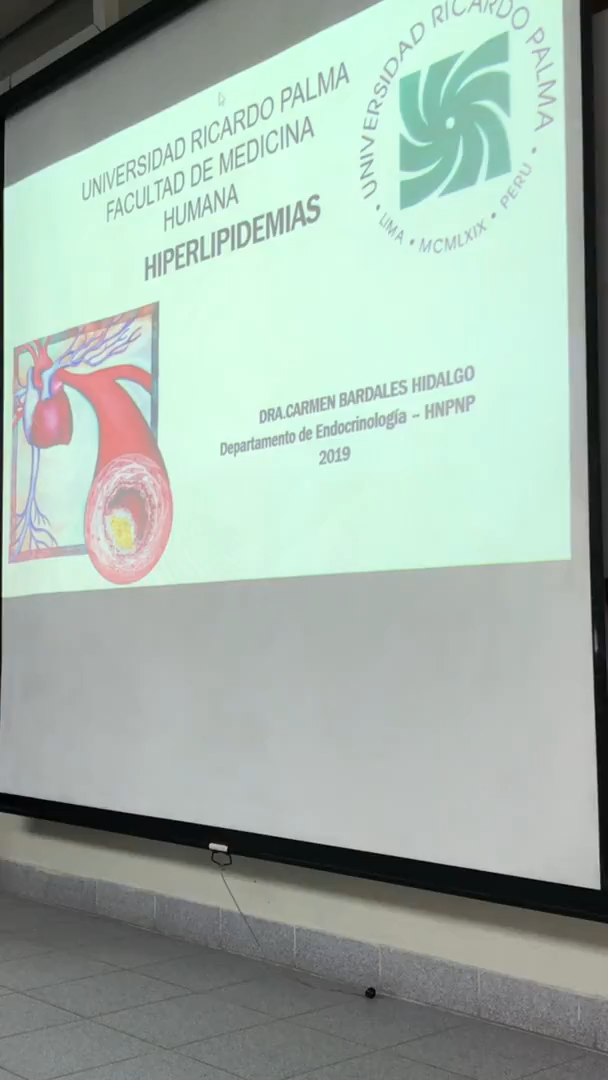 UNIVERSIDAD RICARDO PALMA
FACULTAD DE MEDICINA
HUMANA
HIPERLIPIDEMIAS
UNIVERSIDAD RICARDO PALMA
• LIMA • MCMLXIX • PERU •
DRA.CARMEN BARDALES HIDALGO
Departamento de Endocrinología – HNPNP
2019